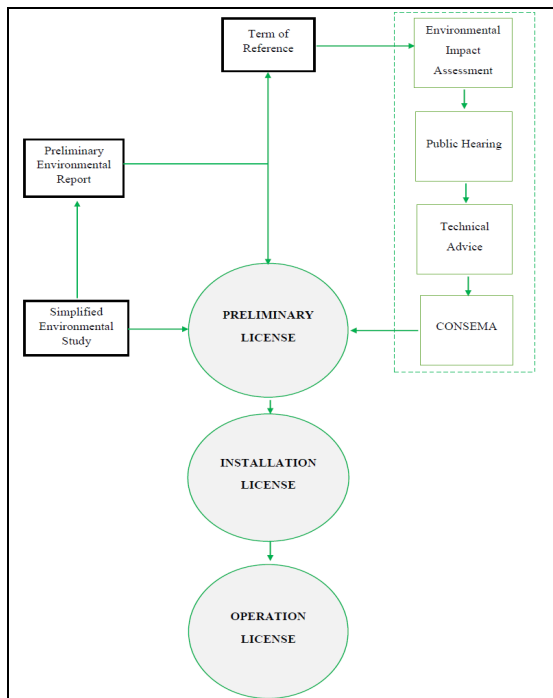 Term of
Reference
Environmental
Impact
Assessment
Preliminary
Environmental
Report
Public Hearing
Technical
Advice
Simplified
Environmental
Study
PRELIMINARY
LICENSE
CONSEMA
INSTALLATION
LICENSE
OPERATION
LICENSE